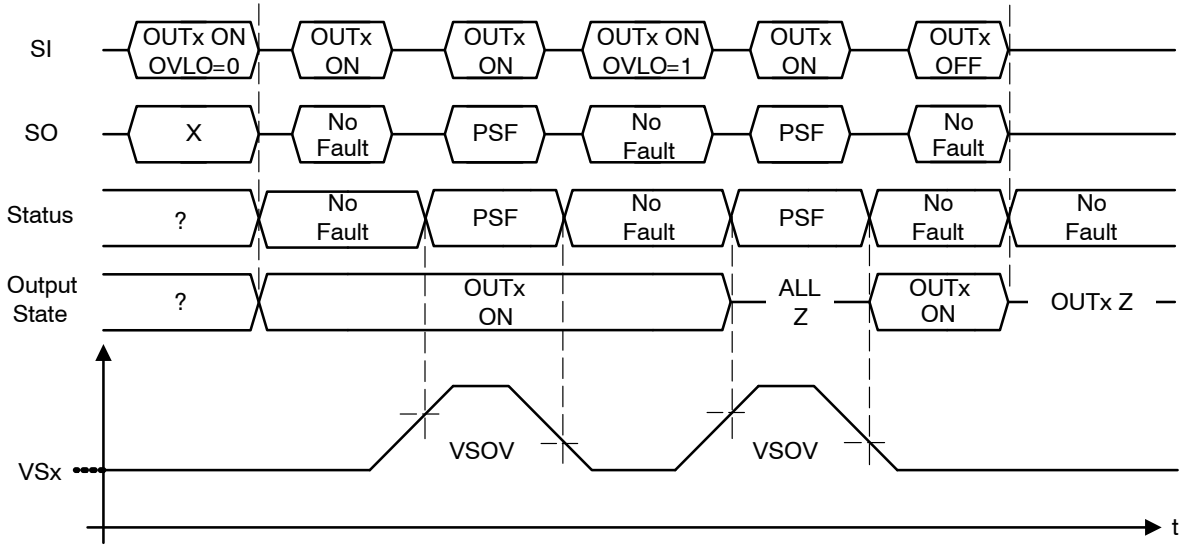 SI
OUTx ON
OVLO=0
OUTx
ON
OUTx
ON
OUTx ON
OVLO=1
OUTx
ON
OUTx
OFF
SO
X
No
Fault
PSF
No
Fault
PSF
No
Fault
Status
?
No
Fault
PSF
No
Fault
PSF
No
Fault
No
Fault
Output
State
?
OUTx
ON
ALL
Z
OUTx
ON
OUTx Z
VSOV
VSOV
VSx
t